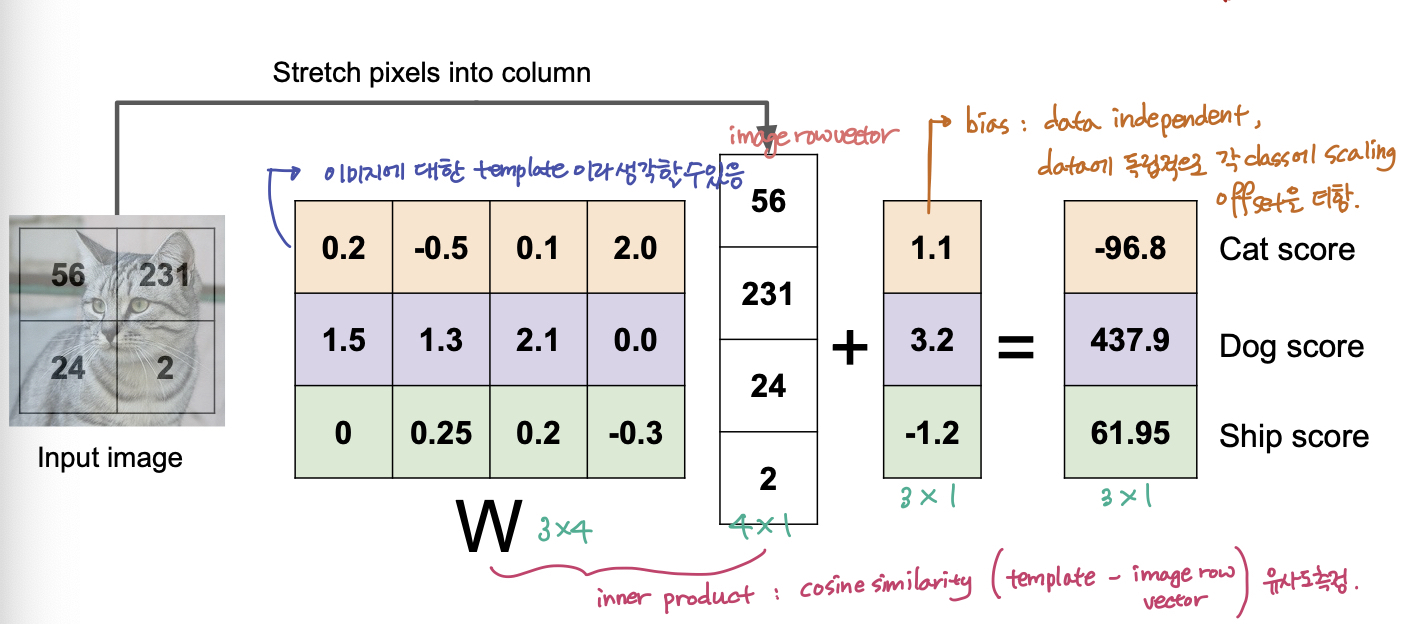 Stretch pixels into column
image row vector
bias : data independent,
data에 독립적으로 각 class에 scaling
offset을 더함.
이미지에 대한 template 이라 생각할 수 있음
56 231
24 2
Input image
0.2 -0.5 0.1 2.0
1.5 1.3 2.1 0.0
0 0.25 0.2 -0.3
W 3×4
56
231
24
2
4×1
+
1.1
3.2
-1.2
3×1
=
-96.8 Cat score
437.9 Dog score
61.95 Ship score
3×1
inner product : cosine similarity (template - image row vector) 유사도측정.